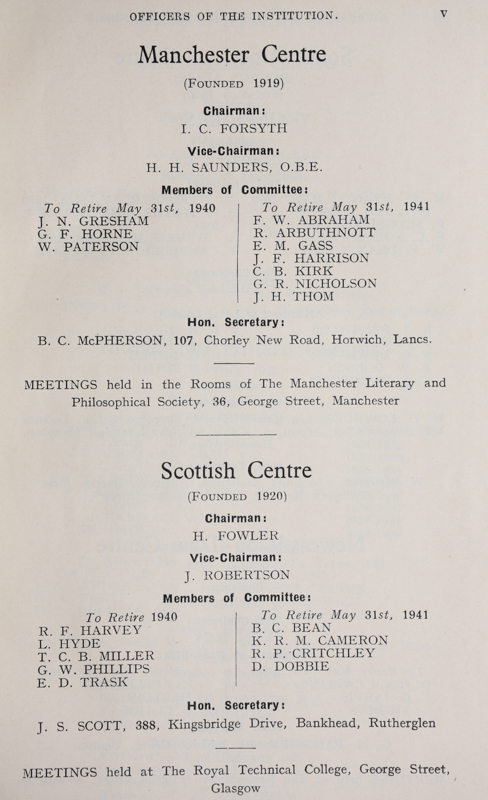 OFFICERS OF THE INSTITUTION. V
Manchester Centre
(FOUNDED 1919)
Chairman:
I. C. FORSYTH
Vice-Chairman:
H. H. SAUNDERS, O.B.E.
Members of Committee:
To Retire May 31st, 1940
J. N. GRESHAM
G. F. HORNE
W. PATERSON
To Retire May 31st, 1941
F. W. ABRAHAM
R. ARBUTHNOTT
E. M. GASS
J. F. HARRISON
C. B. KIRK
G. R. NICHOLSON
J. H. THOM
Hon. Secretary:
B. C. McPHERSON, 107, Chorley New Road, Horwich, Lancs.
MEETINGS held in the Rooms of The Manchester Literary and
Philosophical Society, 36, George Street, Manchester
Scottish Centre
(FOUNDED 1920)
Chairman:
H. FOWLER
Vice-Chairman:
J. ROBERTSON
Members of Committee:
To Retire 1940
R. F. HARVEY
L. HYDE
T. C. B. MILLER
G. W. PHILLIPS
E. D. TRASK
To Retire May 31st, 1941
B. C. BEAN
K. R. M. CAMERON
R. P. CRITCHLEY
D. DOBBIE
Hon. Secretary:
J. S. SCOTT, 388, Kingsbridge Drive, Bankhead, Rutherglen
MEETINGS held at The Royal Technical College, George Street,
Glasgow